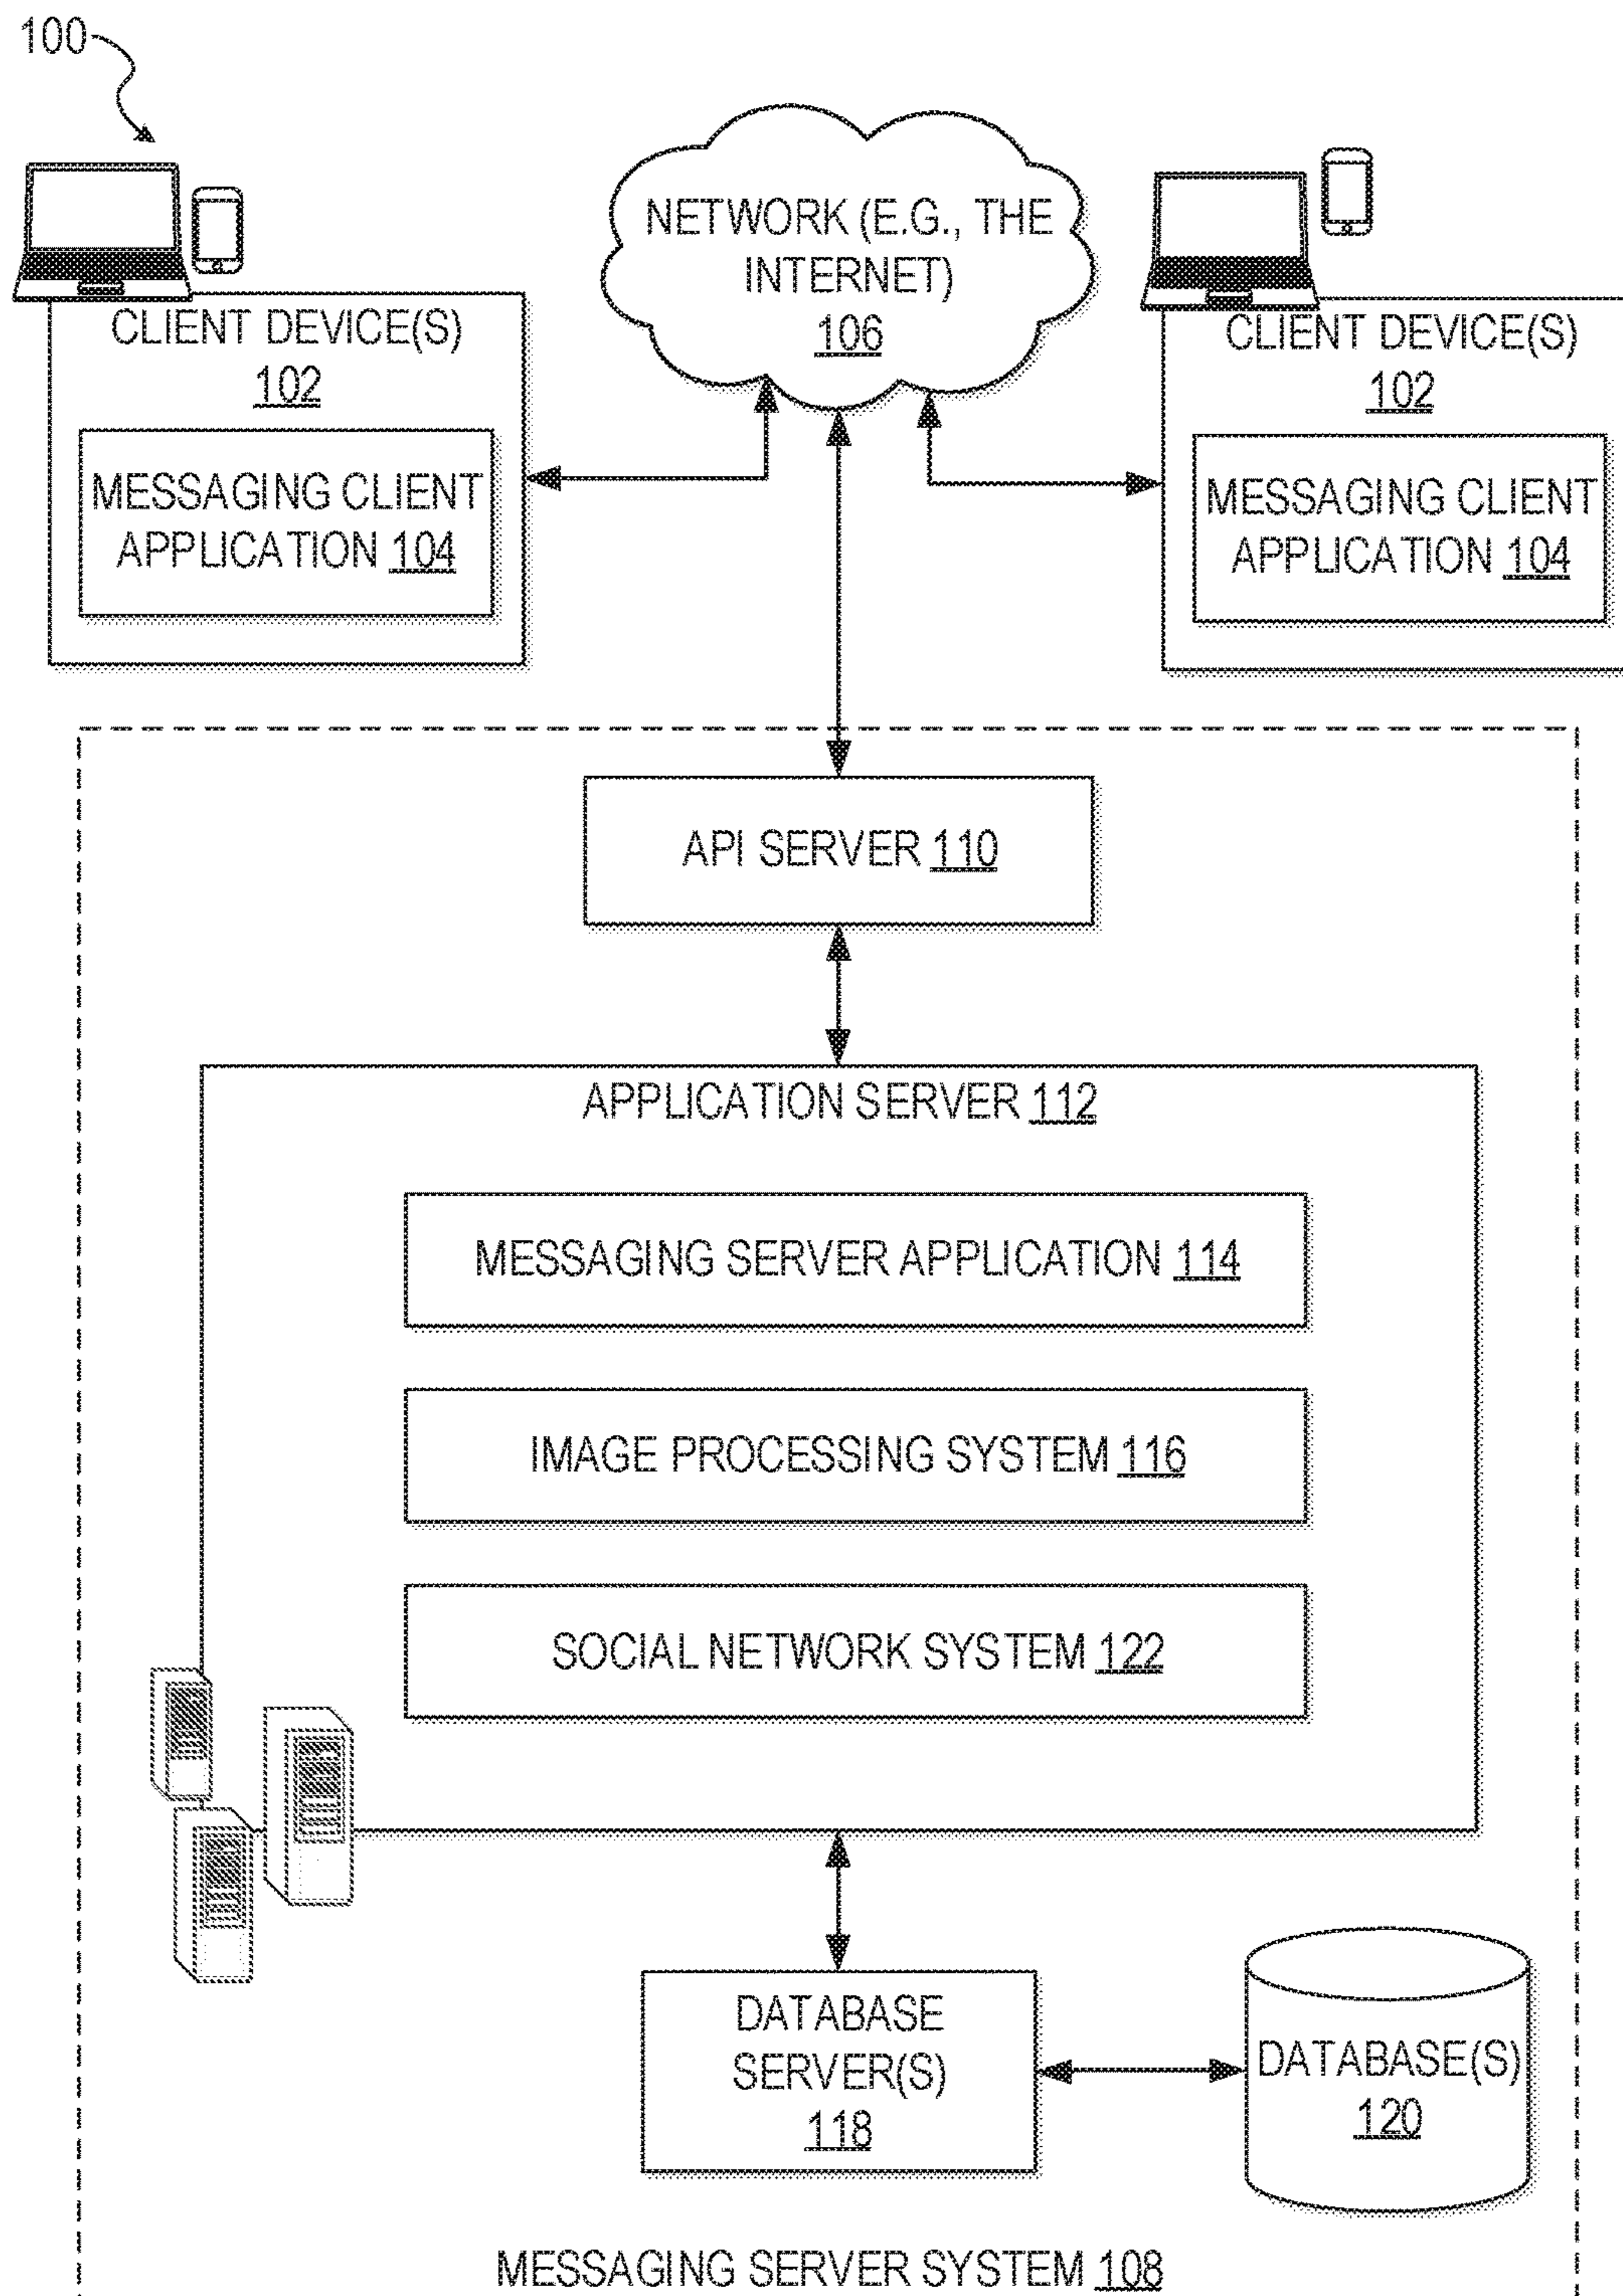 100
NETWORK (E.G., THE
INTERNET)
106
CLIENT DEVICE(S)
102
MESSAGING CLIENT
APPLICATION 104
CLIENT DEVICE(S)
102
MESSAGING CLIENT
APPLICATION 104
API SERVER 110
APPLICATION SERVER 112
MESSAGING SERVER APPLICATION 114
IMAGE PROCESSING SYSTEM 116
SOCIAL NETWORK SYSTEM 122
DATABASE
SERVER(S)
118
DATABASE(S)
120
MESSAGING SERVER SYSTEM 108